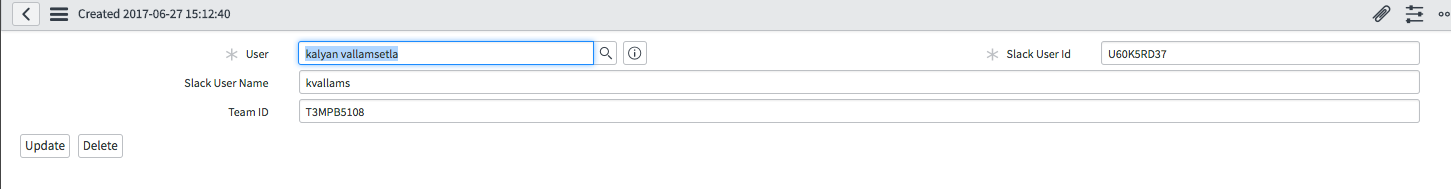 Created 2017-06-27 15:12:40
User kalyan vallamsetla Slack User Id U60K5RD37
Slack User Name kvallams
Team ID T3MPB5108
Update Delete